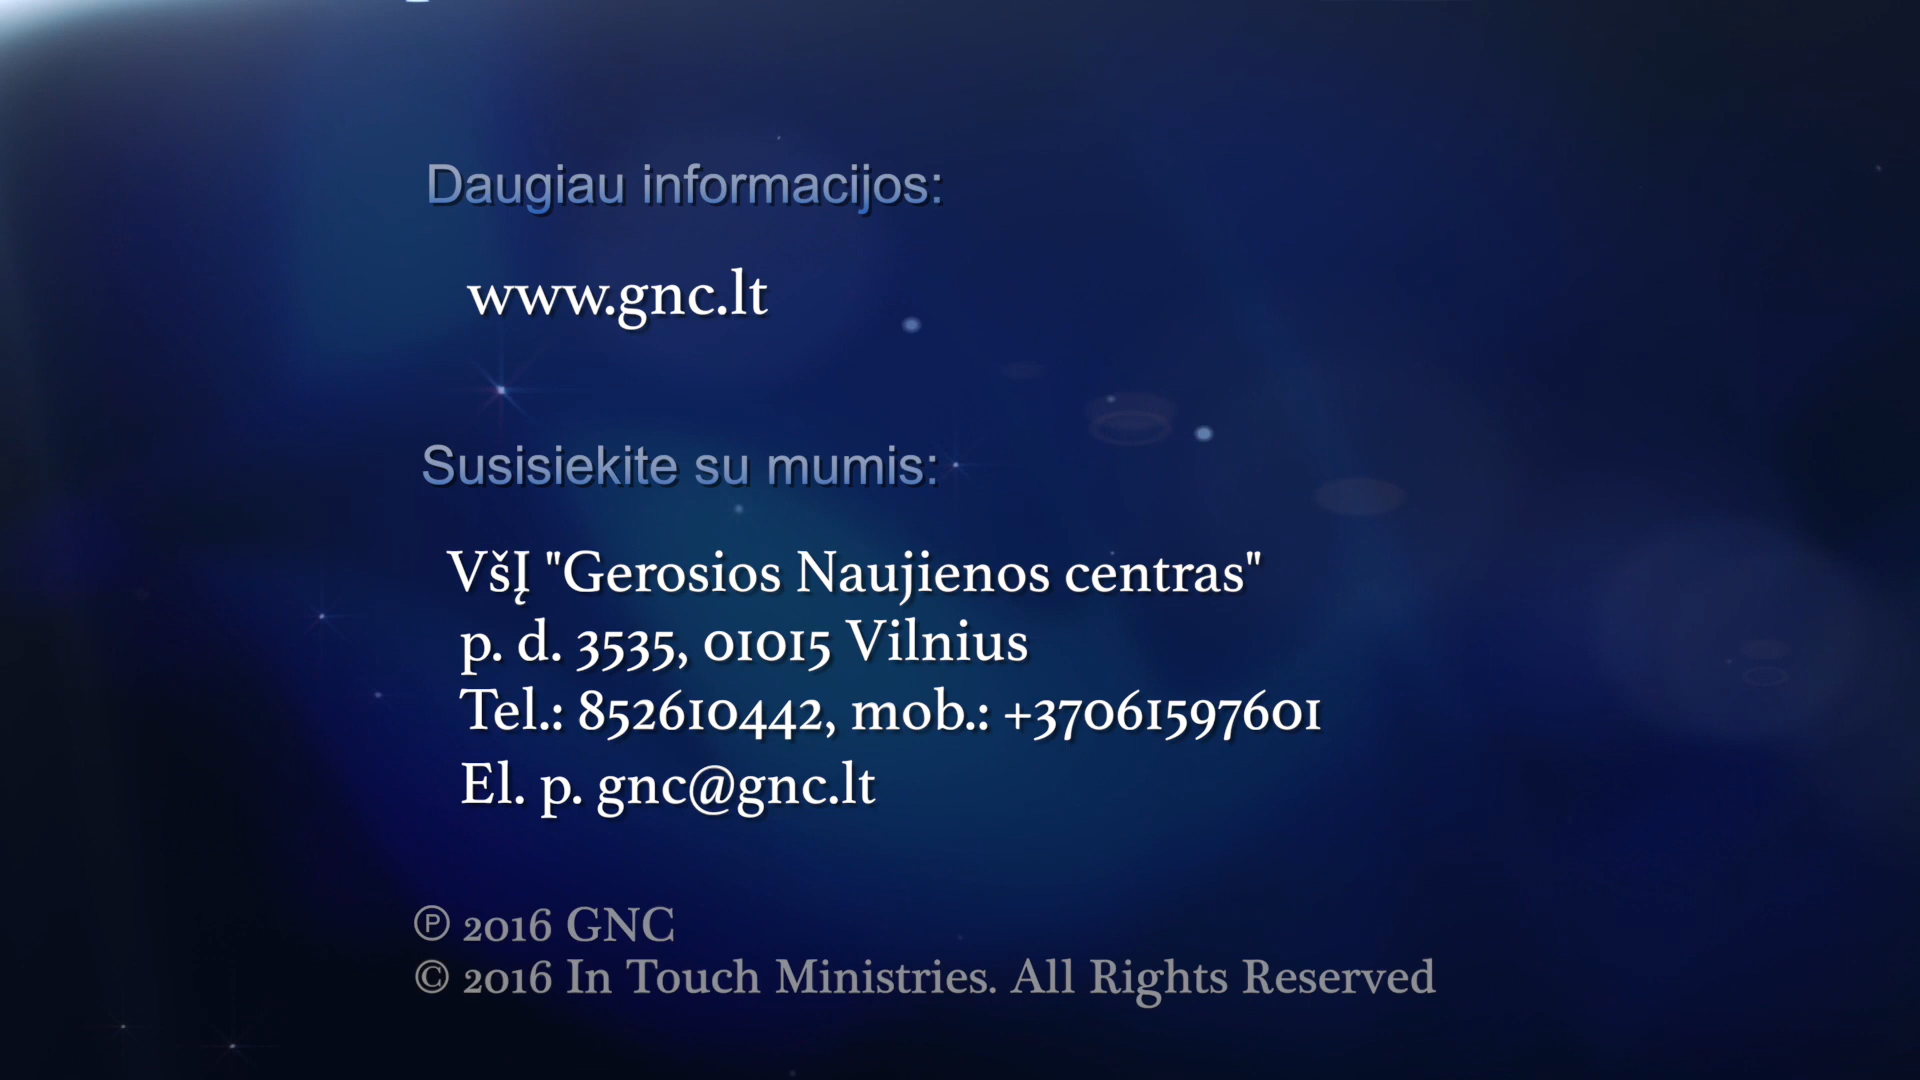 Daugiau informacijos:
www.gnc.lt
Susisiekite su mumis:
VšĮ "Gerosios Naujienos centras"
p. d. 3535, 01015 Vilnius
Tel.: 852610442, mob.: +37061597601
El. p. gnc@gnc.lt
℗ 2016 GNC
© 2016 In Touch Ministries. All Rights Reserved